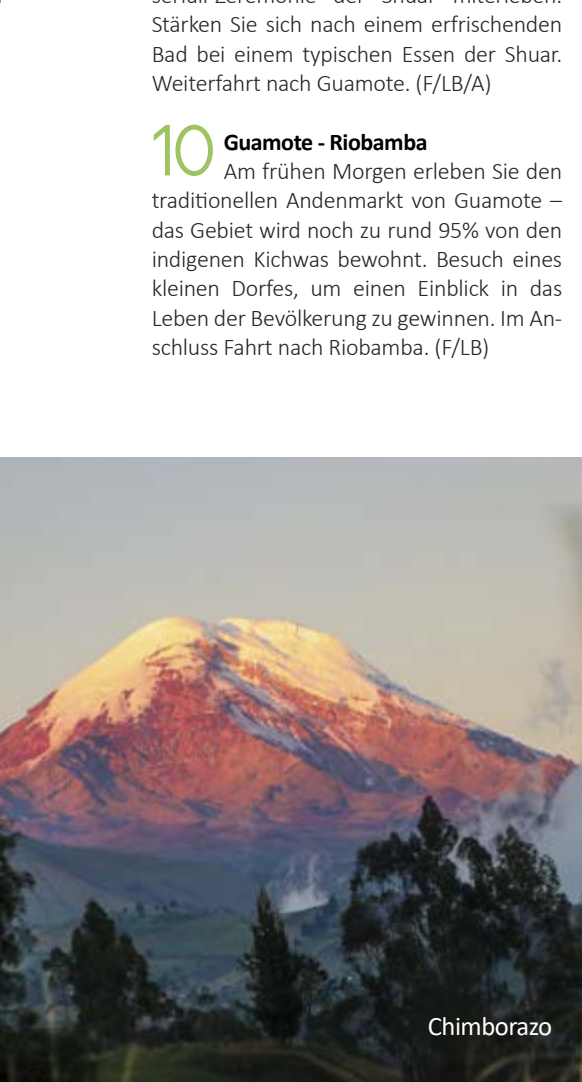 Stärken Sie sich nach einem erfrischenden
Bad bei einem typischen Essen der Shuar.
Weiterfahrt nach Guamote. (F/LB/A)
10 Guamote - Riobamba
Am frühen Morgen erleben Sie den
traditionellen Andenmarkt von Guamote –
das Gebiet wird noch zu rund 95% von den
indigenen Kichwas bewohnt. Besuch eines
kleinen Dorfes, um einen Einblick in das
Leben der Bevölkerung zu gewinnen. Im An-
schluss Fahrt nach Riobamba. (F/LB)
Chimborazo